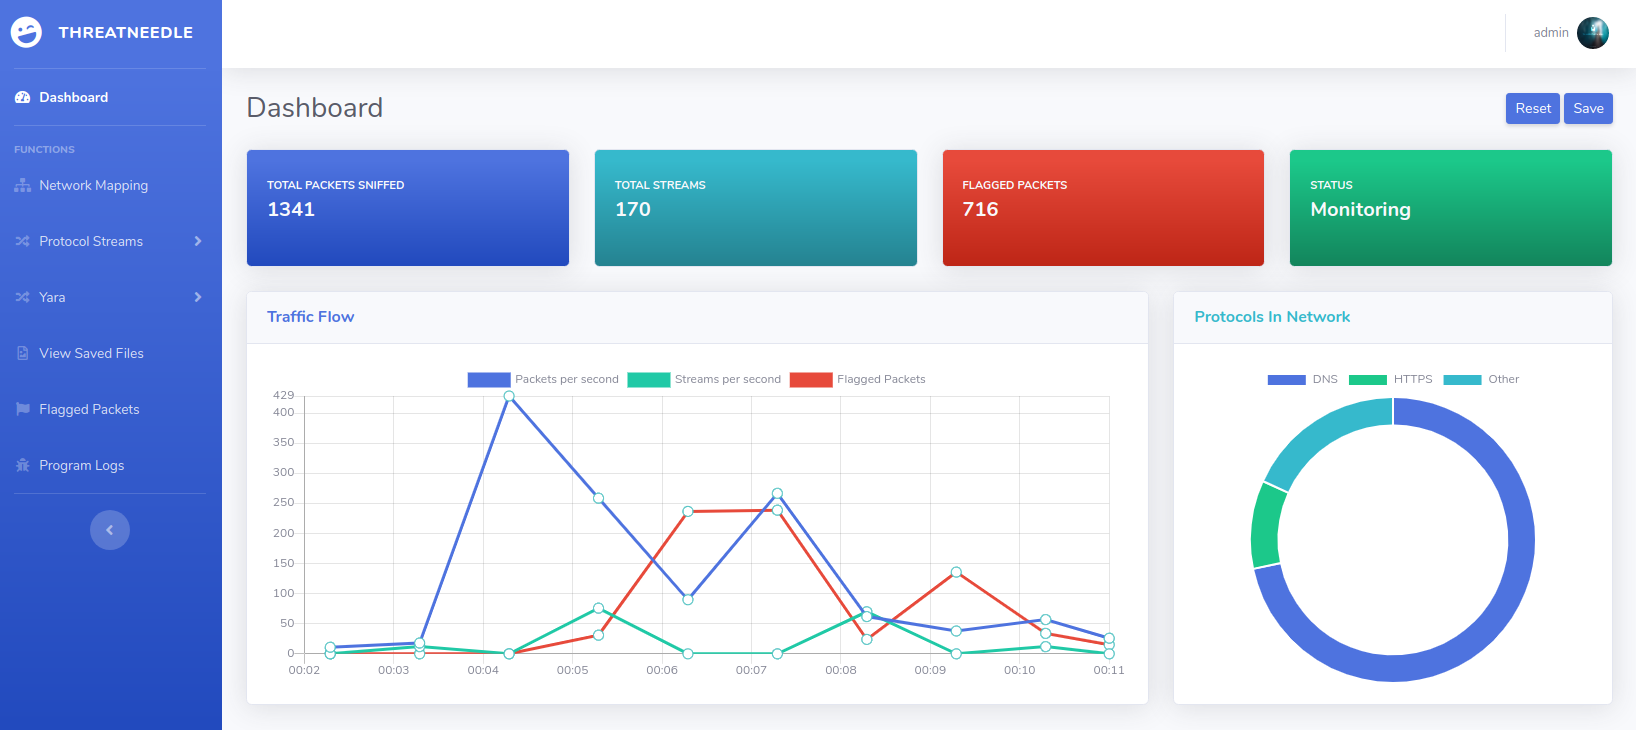 THREATNEEDLE
admin
Dashboard
FUNCTIONS
Network Mapping
Protocol Streams
Yara
View Saved Files
Flagged Packets
Program Logs
Dashboard
Reset Save
TOTAL PACKETS SNIFFED
1341
TOTAL STREAMS
170
FLAGGED PACKETS
716
STATUS
Monitoring
Traffic Flow
Packets per second Streams per second Flagged Packets
429
400
350
300
250
200
150
100
50
0
00:02 00:03 00:04 00:05 00:06 00:07 00:08 00:09 00:10 00:11
Protocols In Network
DNS HTTPS Other